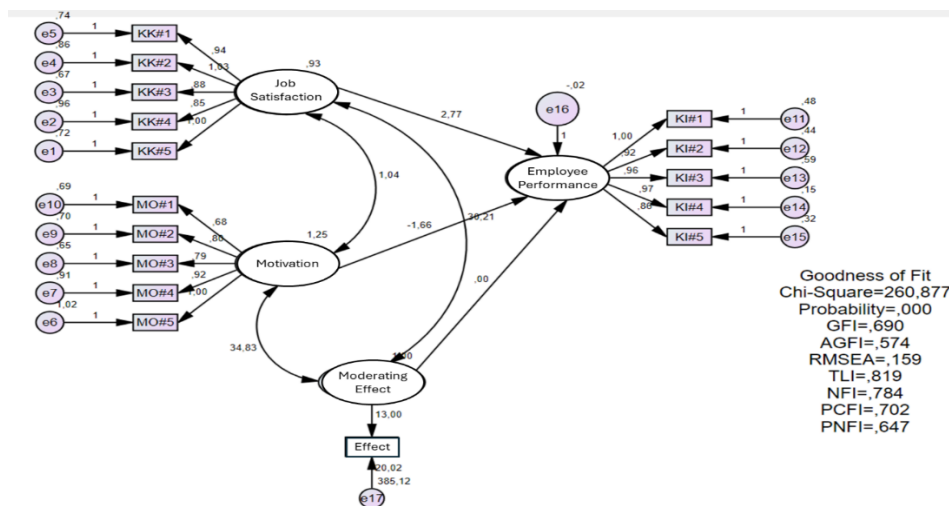 ,74
e5 1 KK#1
,86
e4 1 KK#2
,67
e3 1 KK#3
,96
e2 1 KK#4
,72
e1 1 KK#5
,94
1,03
,88
,85
1,00
,93
Job
Satisfaction
2,77
-,02
e16
1
1,04
,69
e10 1 MO#1
,70
e9 1 MO#2
,65
e8 1 MO#3
,91
e7 1 MO#4
1,02
e6 1 MO#5
,68
,79
,92
1,00
1,25
Motivation
-1,66
30,21
,00
34,83
1,00
Moderating
Effect
13,00
Effect
20,02
385,12
e17
Employee
Performance
1,00
,92
,96
,97
,48
KI#1 1 e11
,44
KI#2 1 e12
,59
KI#3 1 e13
,15
KI#4 1 e14
,32
KI#5 1 e15
Goodness of Fit
Chi-Square=260,877
Probability=,000
GFI=,690
AGFI=,574
RMSEA=,159
TLI=,819
NFI=,784
PCFI=,702
PNFI=,647